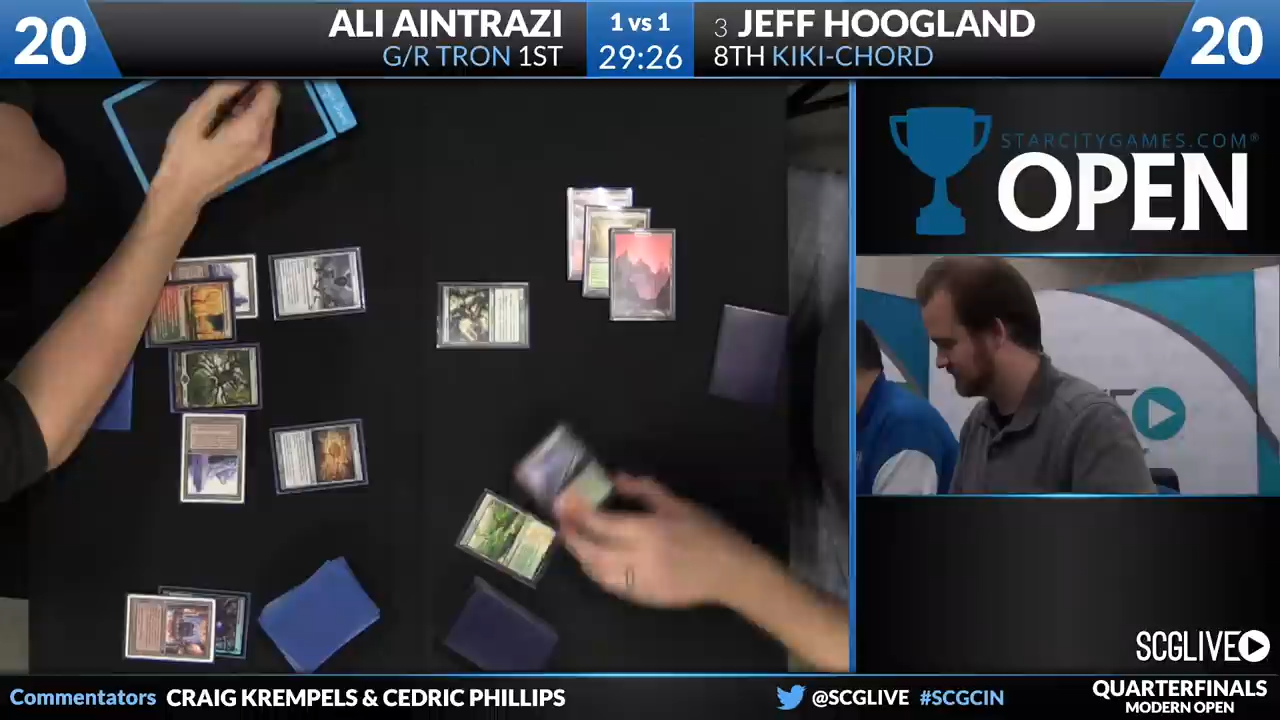 20
ALI AINTRAZI
G/R TRON 1ST
1 vs 1
29:26
3 JEFF HOOGLAND
8TH KIKI-CHORD
20
STARCITYGAMES.COM®
OPEN
SCGLIVE
Commentators CRAIG KREMPELS & CEDRIC PHILLIPS
@SCGLIVE #SCGCIN
QUARTERFINALS
MODERN OPEN